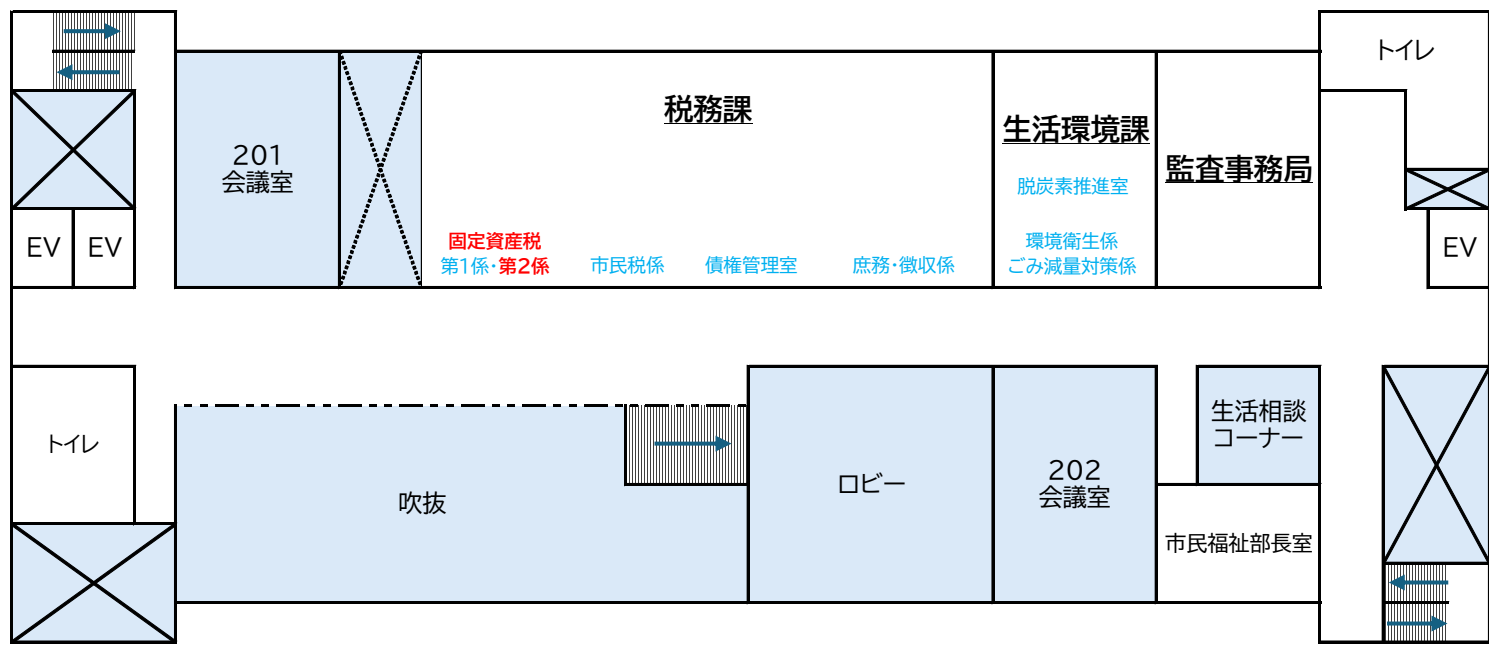 トイレ
税務課
生活環境課
201
会議室
監査事務局
脱炭素推進室
EV
EV
固定資産税
第1係・第2係
市民税係
債権管理室
庶務・徴収係
環境衛生係
ごみ減量対策係
EV
トイレ
吹抜
ロビー
202
会議室
生活相談
コーナー
市民福祉部長室